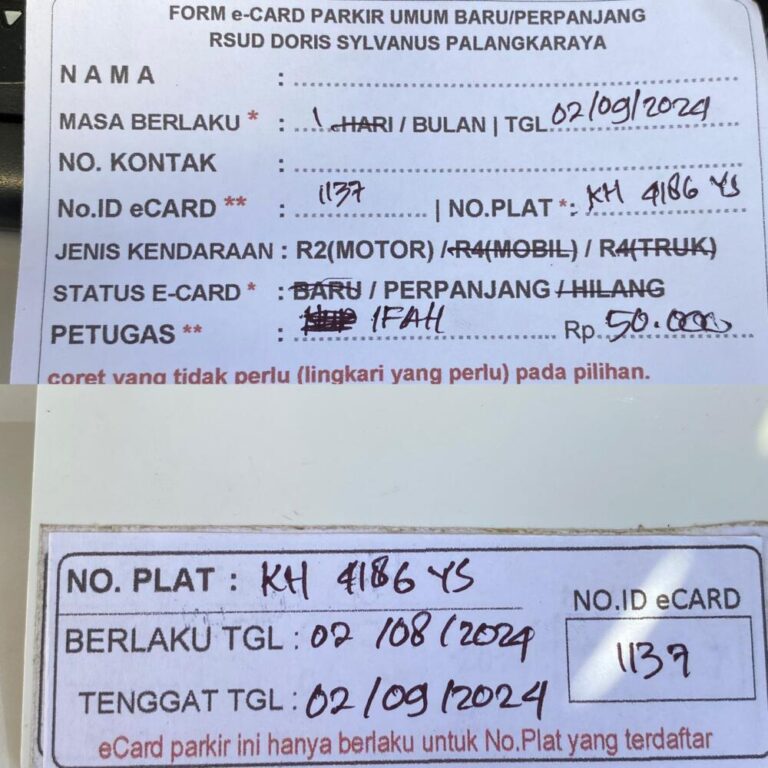 FORM e-CARD PARKIR UMUM BARU/PERPANJANG
RSUD DORIS SYLVANUS PALANGKARAYA
NAMA :
MASA BERLAKU * : 1 HARI / BULAN | TGL 02/09/2024
NO. KONTAK :
No.ID eCARD ** : 1137 | NO.PLAT *: KH 4186 YS
JENIS KENDARAAN : R2(MOTOR) / R4(MOBIL) / R4(TRUK)
STATUS E-CARD * : BARU / PERPANJANG / HILANG
PETUGAS ** : IFAH Rp. 50.000
coret yang tidak perlu (lingkari yang perlu) pada pilihan.
NO. PLAT : KH 4186 YS
NO.ID eCARD
BERLAKU TGL : 02/08/2024
1137
TENGGAT TGL : 02/09/2024
eCard parkir ini hanya berlaku untuk No.Plat yang terdaftar